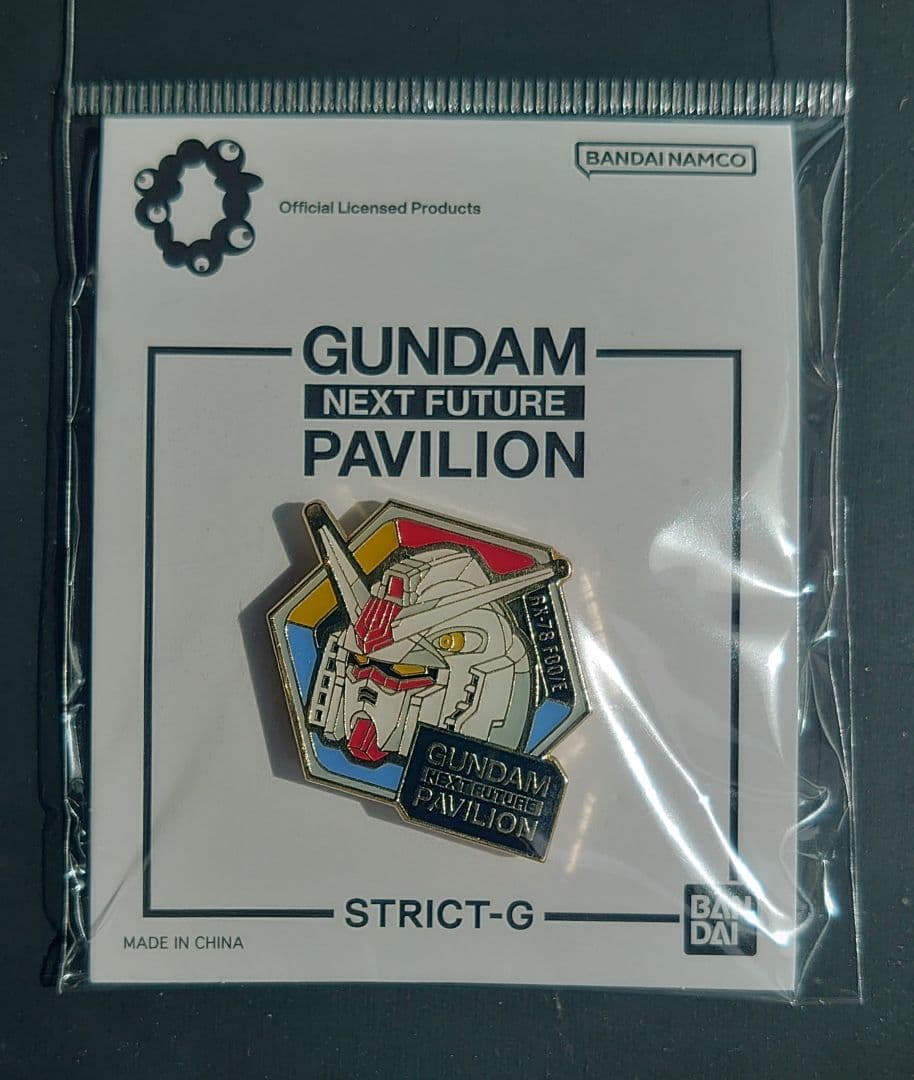 BANDAI NAMCO
Official Licensed Products
GUNDAM
NEXT FUTURE
PAVILION
RX-78 F00/E
GUNDAM
NEXT FUTURE
PAVILION
STRICT-G
BAN
DAI
MADE IN CHINA